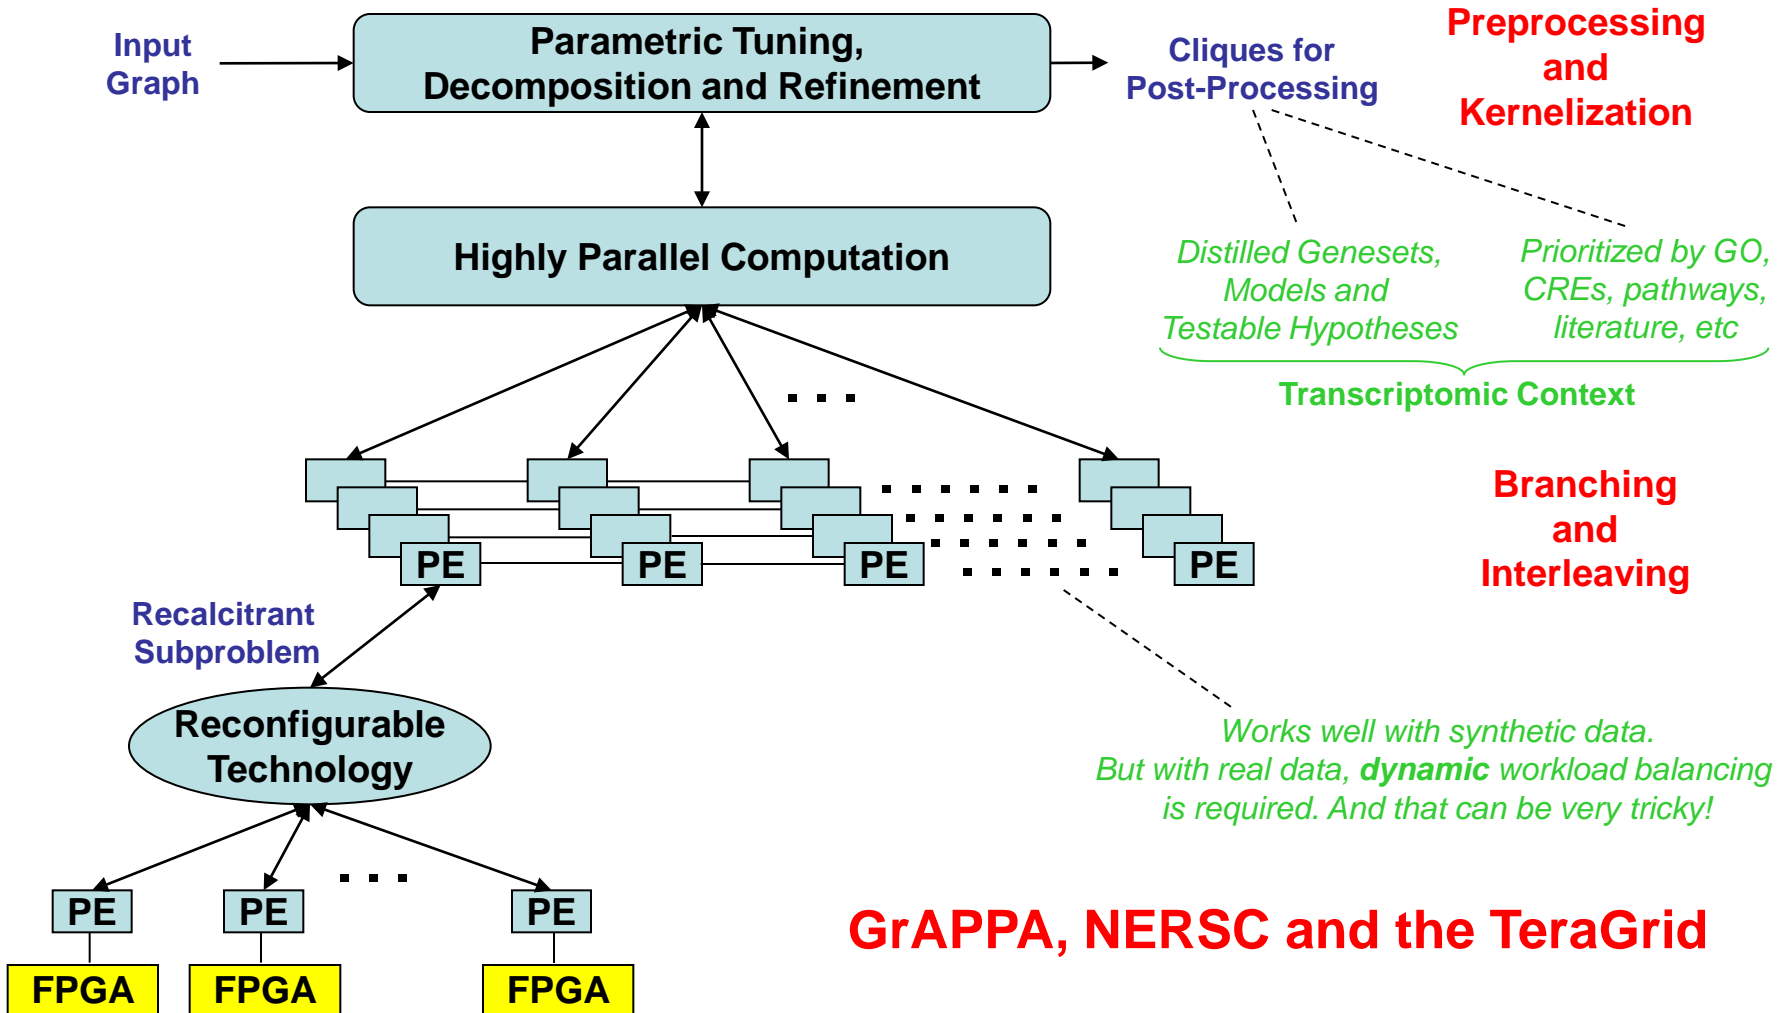 Input
Graph
Parametric Tuning,
Decomposition and Refinement
Cliques for
Post-Processing
Preprocessing
and
Kernelization
Highly Parallel Computation
Distilled Genesets,
Models and
Testable Hypotheses
Prioritized by GO,
CREs, pathways,
literature, etc
Transcriptomic Context
PE
PE
PE
PE
Branching
and
Interleaving
Recalcitrant
Subproblem
Reconfigurable
Technology
Works well with synthetic data.
But with real data, dynamic workload balancing
is required. And that can be very tricky!
PE
PE
PE
FPGA
FPGA
FPGA
GrAPPA, NERSC and the TeraGrid